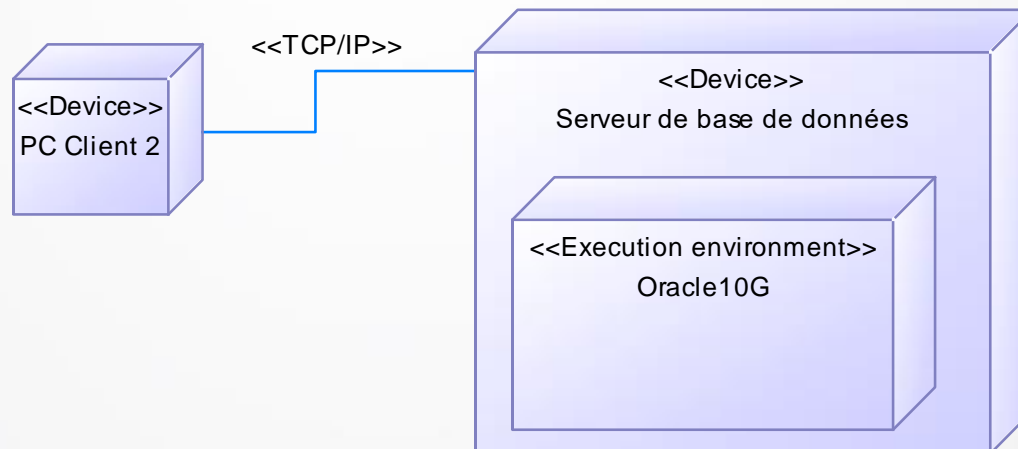 <<TCP/IP>>
<<Device>>
PC Client 2
<<Device>>
Serveur de base de données
<<Execution environment>>
Oracle10G